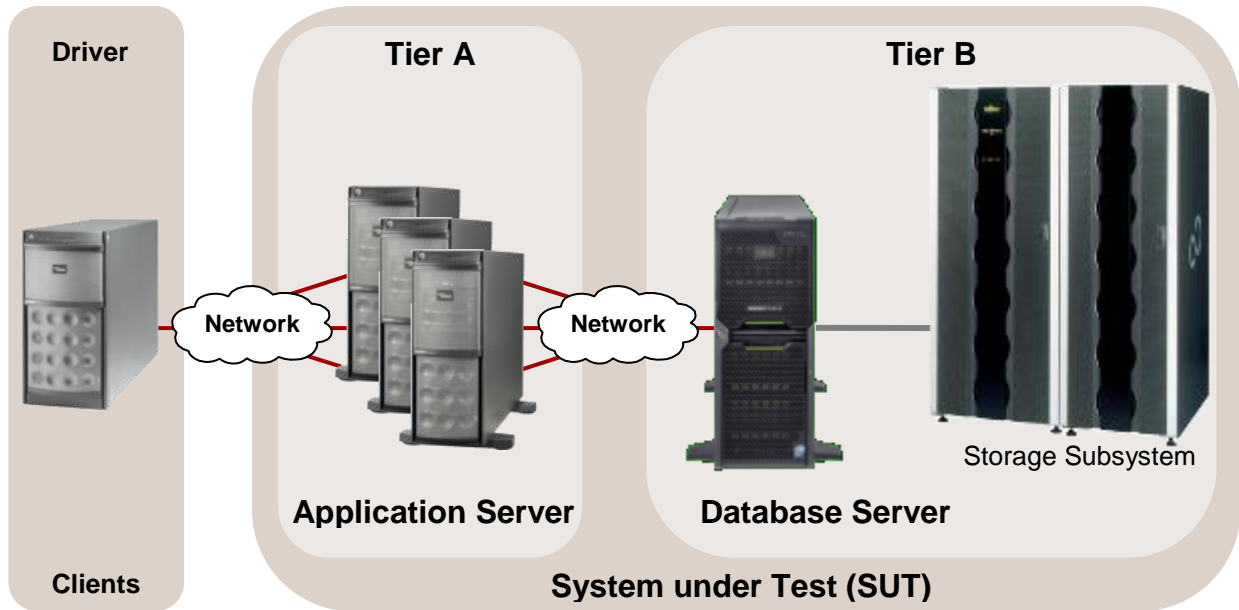 Driver
Tier A
Tier B
Network
Network
Storage Subsystem
Application Server
Database Server
Clients
System under Test (SUT)